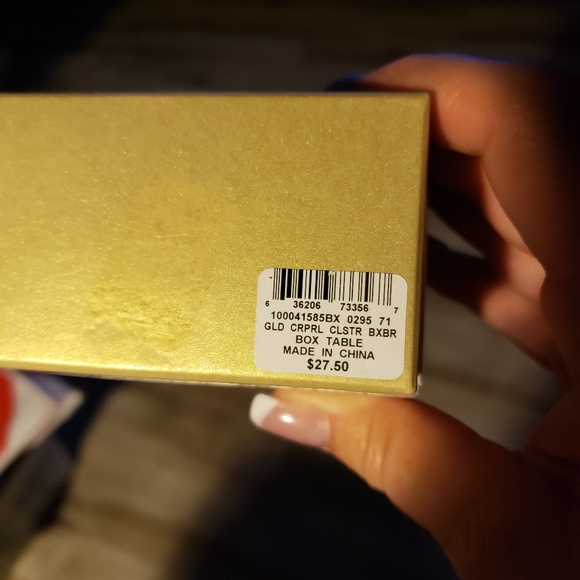 6 36206 73356 7
100041585BX 0295 71
GLD CRPRL CLSTR BXBR
BOX TABLE
MADE IN CHINA
$27.50